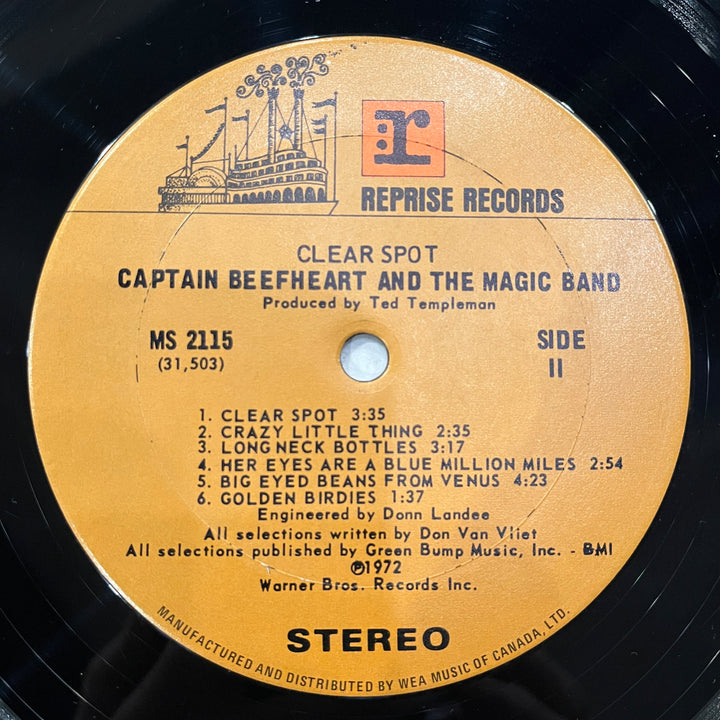 a r
REPRISE RECORDS
CLEAR SPOT
CAPTAIN BEEFHEART AND THE MAGIC BAND
Produced by Ted Templeman
MS 2115
(31,503)
SIDE
II
1. CLEAR SPOT 3:35
2. CRAZY LITTLE THING 2:35
3. LONG NECK BOTTLES 3:17
4. HER EYES ARE A BLUE MILLION MILES 2:54
5. BIG EYED BEANS FROM VENUS 4:23
6. GOLDEN BIRDIES 1:37
Engineered by Donn Landee
All selections written by Don Van Vliet
All selections published by Green Bump Music, Inc. - BMI
℗1972
Warner Bros. Records Inc.
STEREO
MANUFACTURED AND DISTRIBUTED BY WEA MUSIC OF CANADA, LTD.